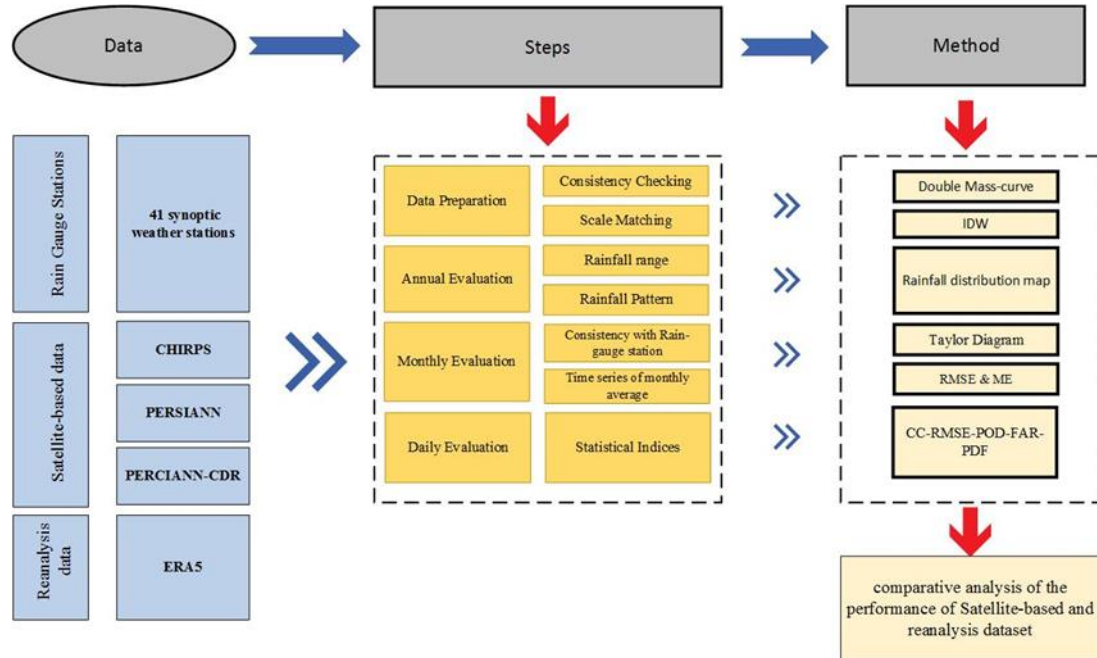 Data
Steps
Method
Rain Gauge Stations
41 synoptic
weather stations
Satellite-based data
CHIRPS
PERSIANN
PERCIANN-CDR
Reanalysis
data
ERA5
Data Preparation
Consistency Checking
Scale Matching
Annual Evaluation
Rainfall range
Rainfall Pattern
Monthly Evaluation
Consistency with Rain-
gauge station
Time series of monthly
average
Daily Evaluation
Statistical Indices
Double Mass-curve
IDW
Rainfall distribution map
Taylor Diagram
RMSE & ME
CC-RMSE-POD-FAR-
PDF
comparative analysis of the
performance of Satellite-based and
reanalysis dataset